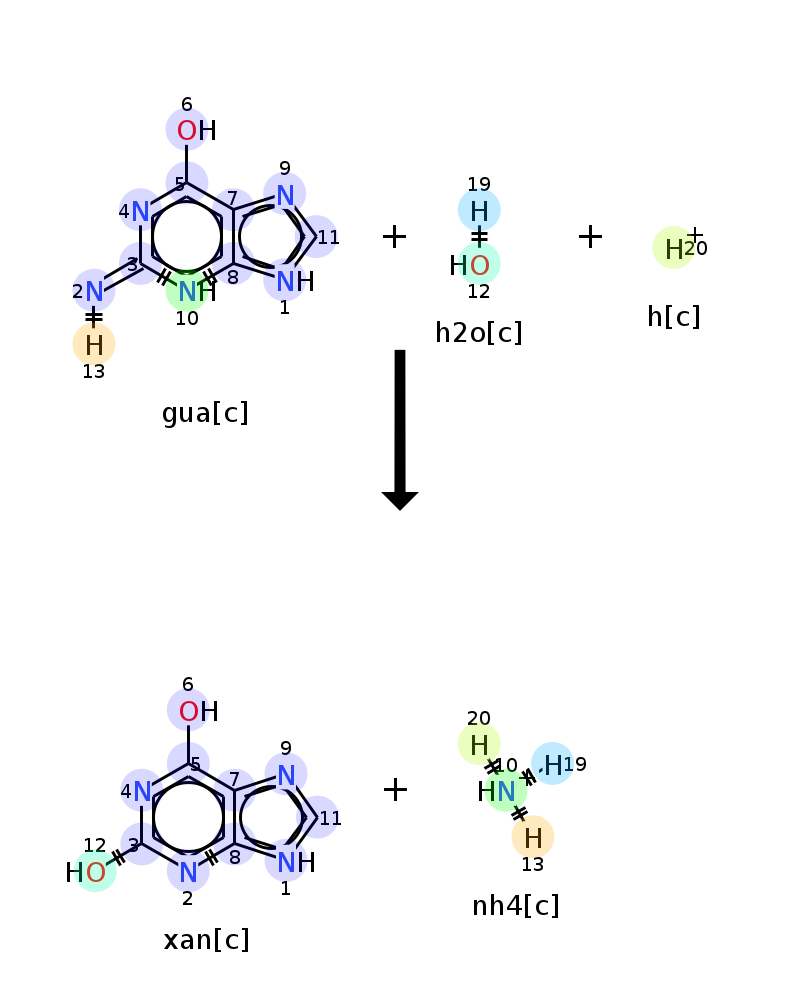 6
OH
5
9
N
4 N
7
11
3
8
2 N
NH
10
NH
1
H
13
gua[c]
+
19
H
HO
12
h2o[c]
+
H+
20
h[c]
6
OH
5
9
N
4 N
7
11
12
3
8
HO
N
2
NH
1
xan[c]
+
20
H
10
+
H 19
HN
H
13
nh4[c]